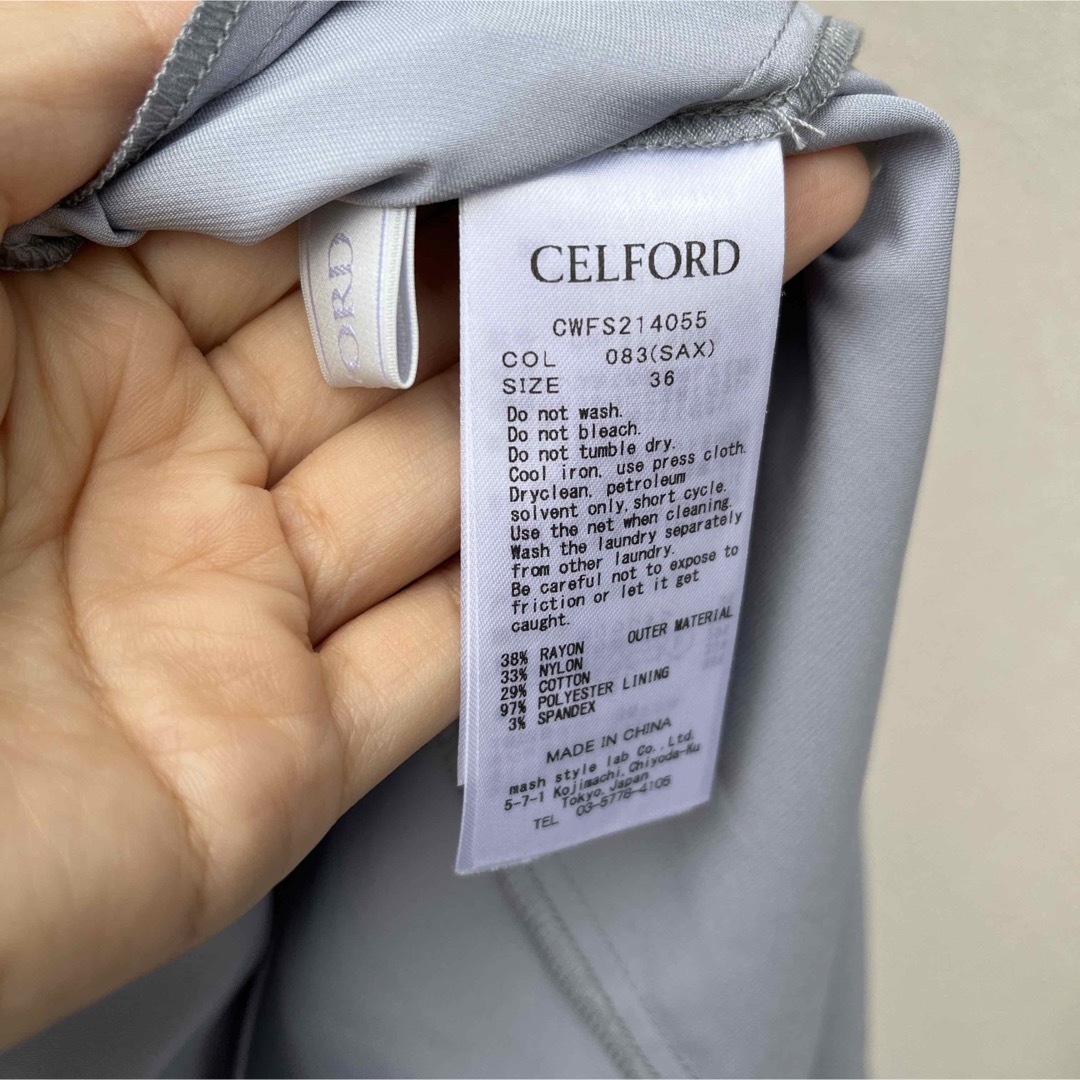 ORD
CELFORD
CWFS214055
COL 083(SAX)
SIZE 36
Do not wash.
Do not bleach.
Do not tumble dry.
Cool iron, use press cloth.
Dryclean, petroleum
solvent only, short cycle.
Use the net when cleaning.
Wash the laundry separately
from other laundry.
Be careful not to expose to
friction or let it get
caught.
OUTER MATERIAL
38% RAYON
33% NYLON
29% COTTON
97% POLYESTER LINING
3% SPANDEX
MADE IN CHINA
mash style lab Co.,Ltd.
5-7-1 Kojimachi, Chiyoda-Ku
Tokyo, Japan
TEL 03-5778-4105